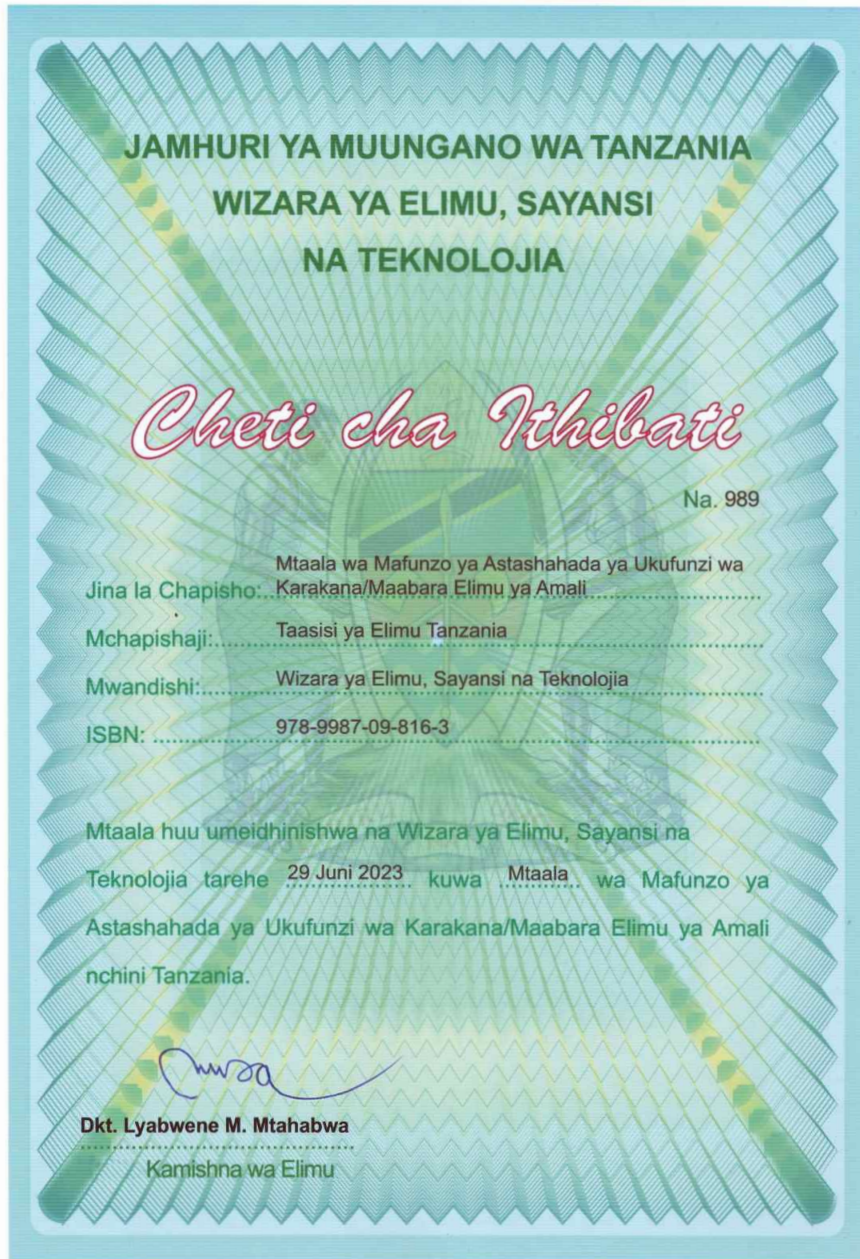 JAMHURI YA MUUNGANO WA TANZANIA
WIZARA YA ELIMU, SAYANSI
NA TEKNOLOJIA
Cheti cha Ithibati
Na. 989
Mtaala wa Mafunzo ya Astashahada ya Ukufunzi wa
Jina la Chapisho: Karakana/Maabara Elimu ya Amali
Mchapishaji: Taasisi ya Elimu Tanzania
Mwandishi: Wizara ya Elimu, Sayansi na Teknolojia
ISBN: 978-9987-09-816-3
Mtaala huu umeidhinishwa na Wizara ya Elimu, Sayansi na
Teknolojia tarehe 29 Juni 2023 kuwa Mtaala wa Mafunzo ya
Astashahada ya Ukufunzi wa Karakana/Maabara Elimu ya Amali
nchini Tanzania.
Dkt. Lyabwene M. Mtahabwa
Kamishna wa Elimu